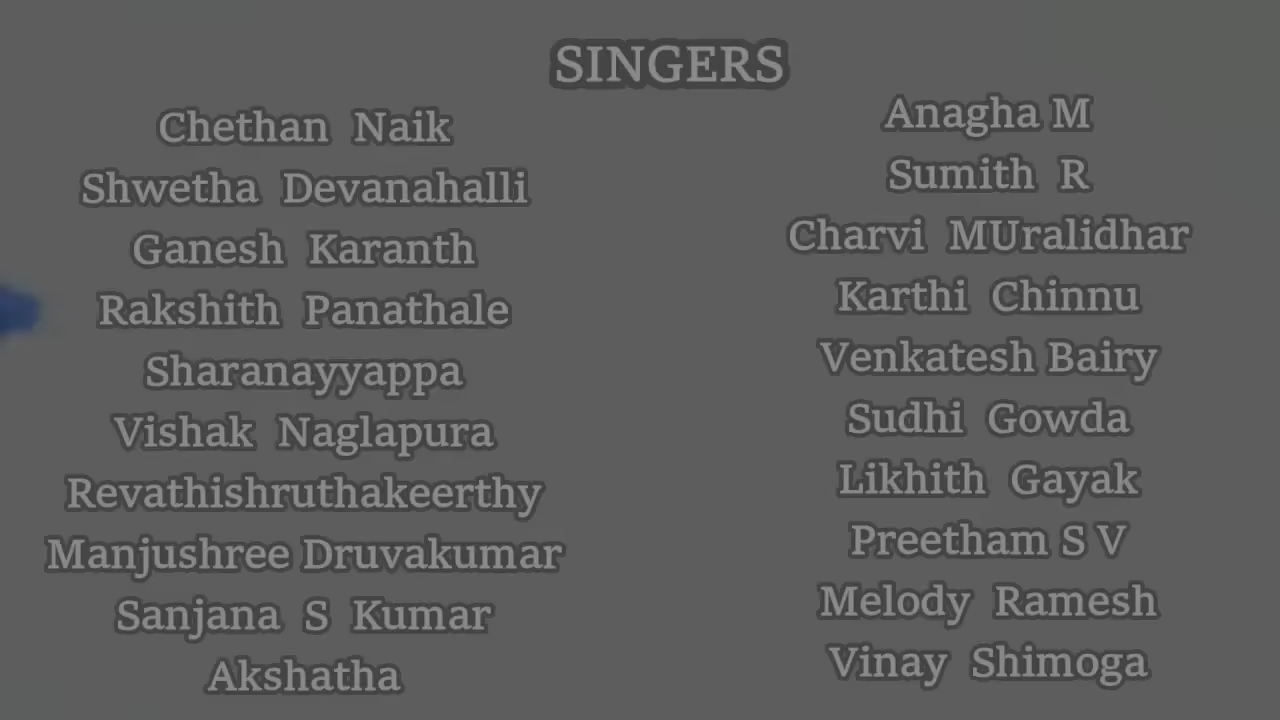 SINGERS
Chethan Naik
Shwetha Devanahalli
Ganesh Karanth
Rakshith Panathale
Sharanayyappa
Vishak Naglapura
Revathishruthakeerthy
Manjushree Druvakumar
Sanjana S Kumar
Akshatha
Anagha M
Sumith R
Charvi MUralidhar
Karthi Chinnu
Venkatesh Bairy
Sudhi Gowda
Likhith Gayak
Preetham S V
Melody Ramesh
Vinay Shimoga